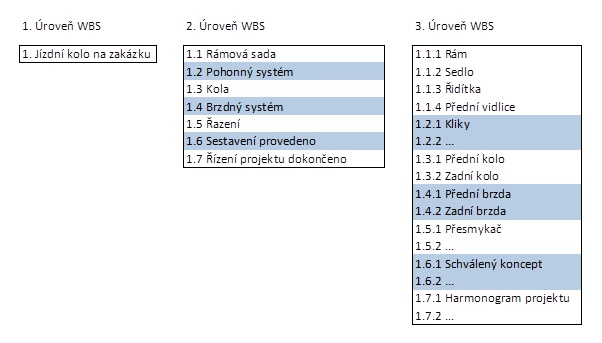 1. Úroveň WBS
1. Jízdní kolo na zakázku
2. Úroveň WBS
1.1 Rámová sada
1.2 Pohonný systém
1.3 Kola
1.4 Brzdný systém
1.5 Řazení
1.6 Sestavení provedeno
1.7 Řízení projektu dokončeno
3. Úroveň WBS
1.1.1 Rám
1.1.2 Sedlo
1.1.3 Řidítka
1.1.4 Přední vidlice
1.2.1 Kliky
1.2.2 ...
1.3.1 Přední kolo
1.3.2 Zadní kolo
1.4.1 Přední brzda
1.4.2 Zadní brzda
1.5.1 Přesmykač
1.5.2 ...
1.6.1 Schválený koncept
1.6.2 ...
1.7.1 Harmonogram projektu
1.7.2 ...